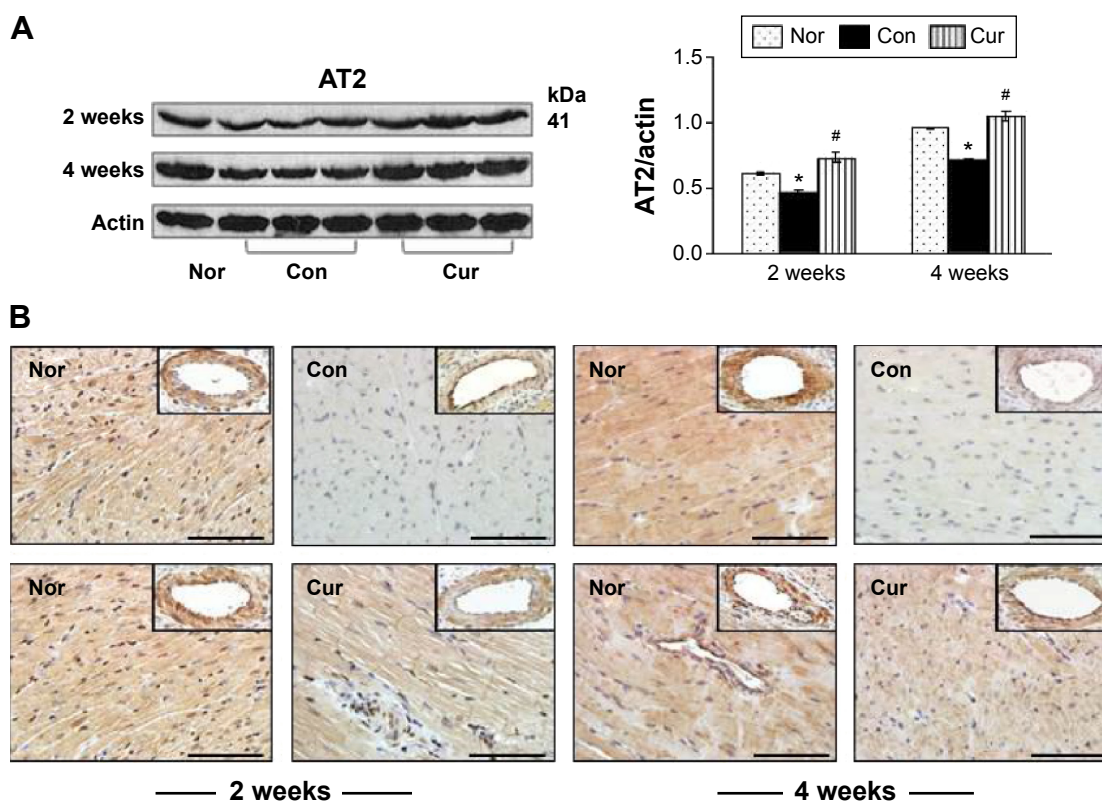 A
AT2
kDa
2 weeks
41
4 weeks
Actin
Nor Con Cur
Nor Con Cur
1.5
1.0
0.5
0.0
AT2/actin
* #
* #
2 weeks 4 weeks
B
Nor Con Nor Con
Nor Cur Nor Cur
2 weeks 4 weeks